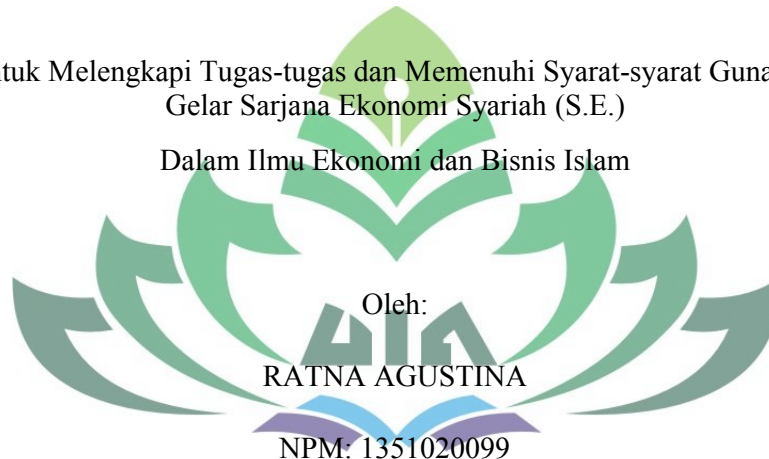 tuk Melengkapi Tugas-tugas dan Memenuhi Syarat-syarat Guna
Gelar Sarjana Ekonomi Syariah (S.E.)
Dalam Ilmu Ekonomi dan Bisnis Islam
Oleh:
UIN
RATNA AGUSTINA
NPM: 1351020099